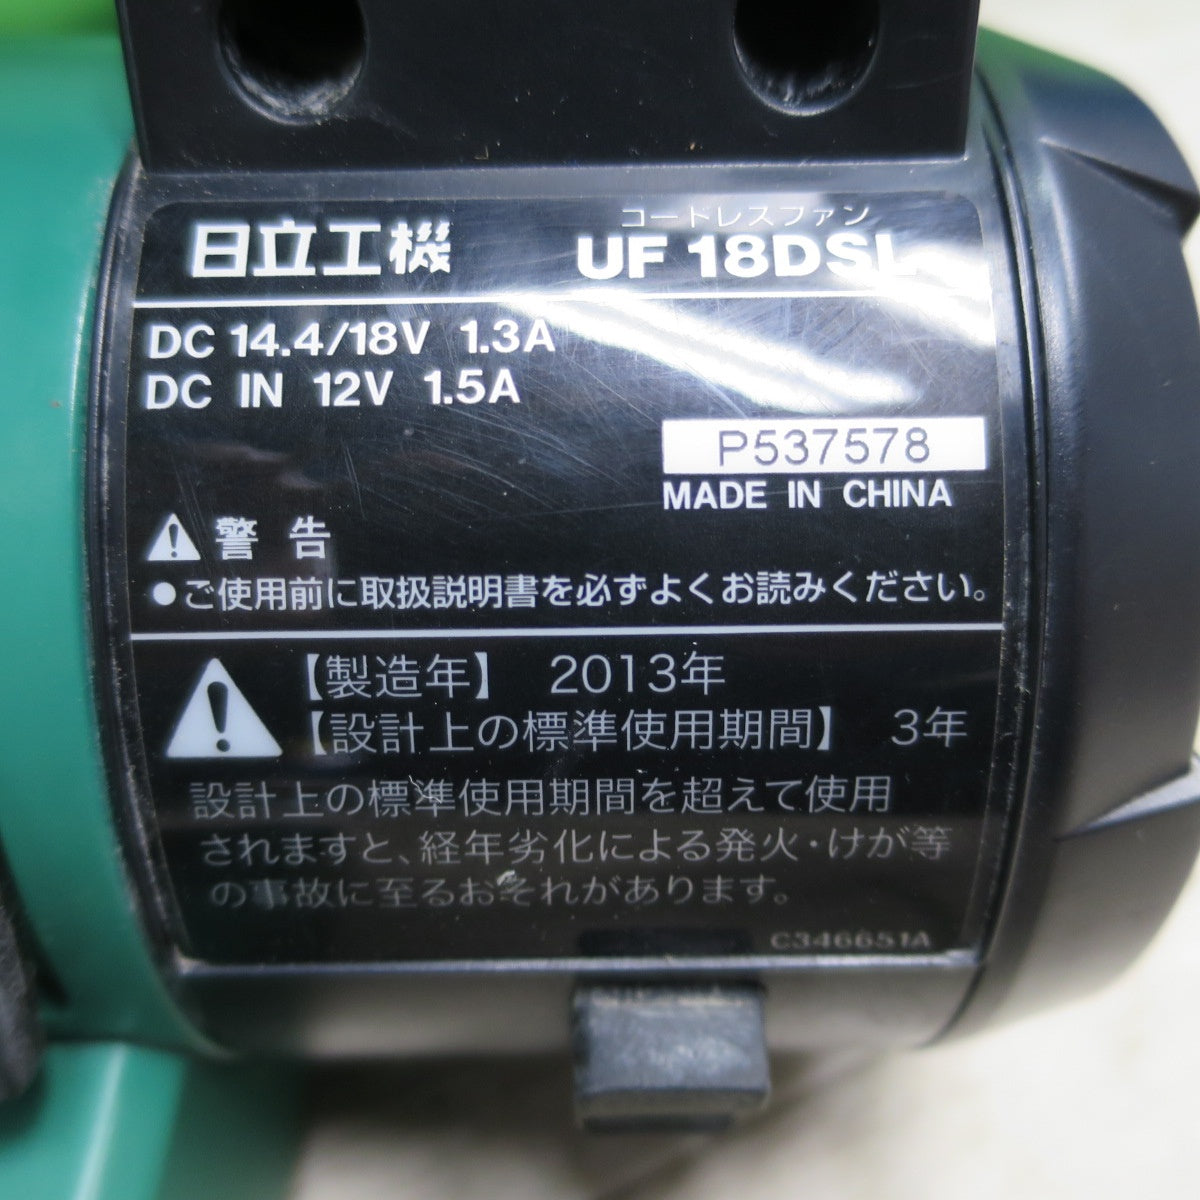 日立工機
コードレスファン
UF 18DSL
DC 14.4/18V 1.3A
DC IN 12V 1.5A
P537578
MADE IN CHINA
警告
●ご使用前に取扱説明書を必ずよくお読みください。
【製造年】 2013年
【設計上の標準使用期間】 3年
設計上の標準使用期間を超えて使用
されますと、経年劣化による発火・けが等
の事故に至るおそれがあります。
C346651A